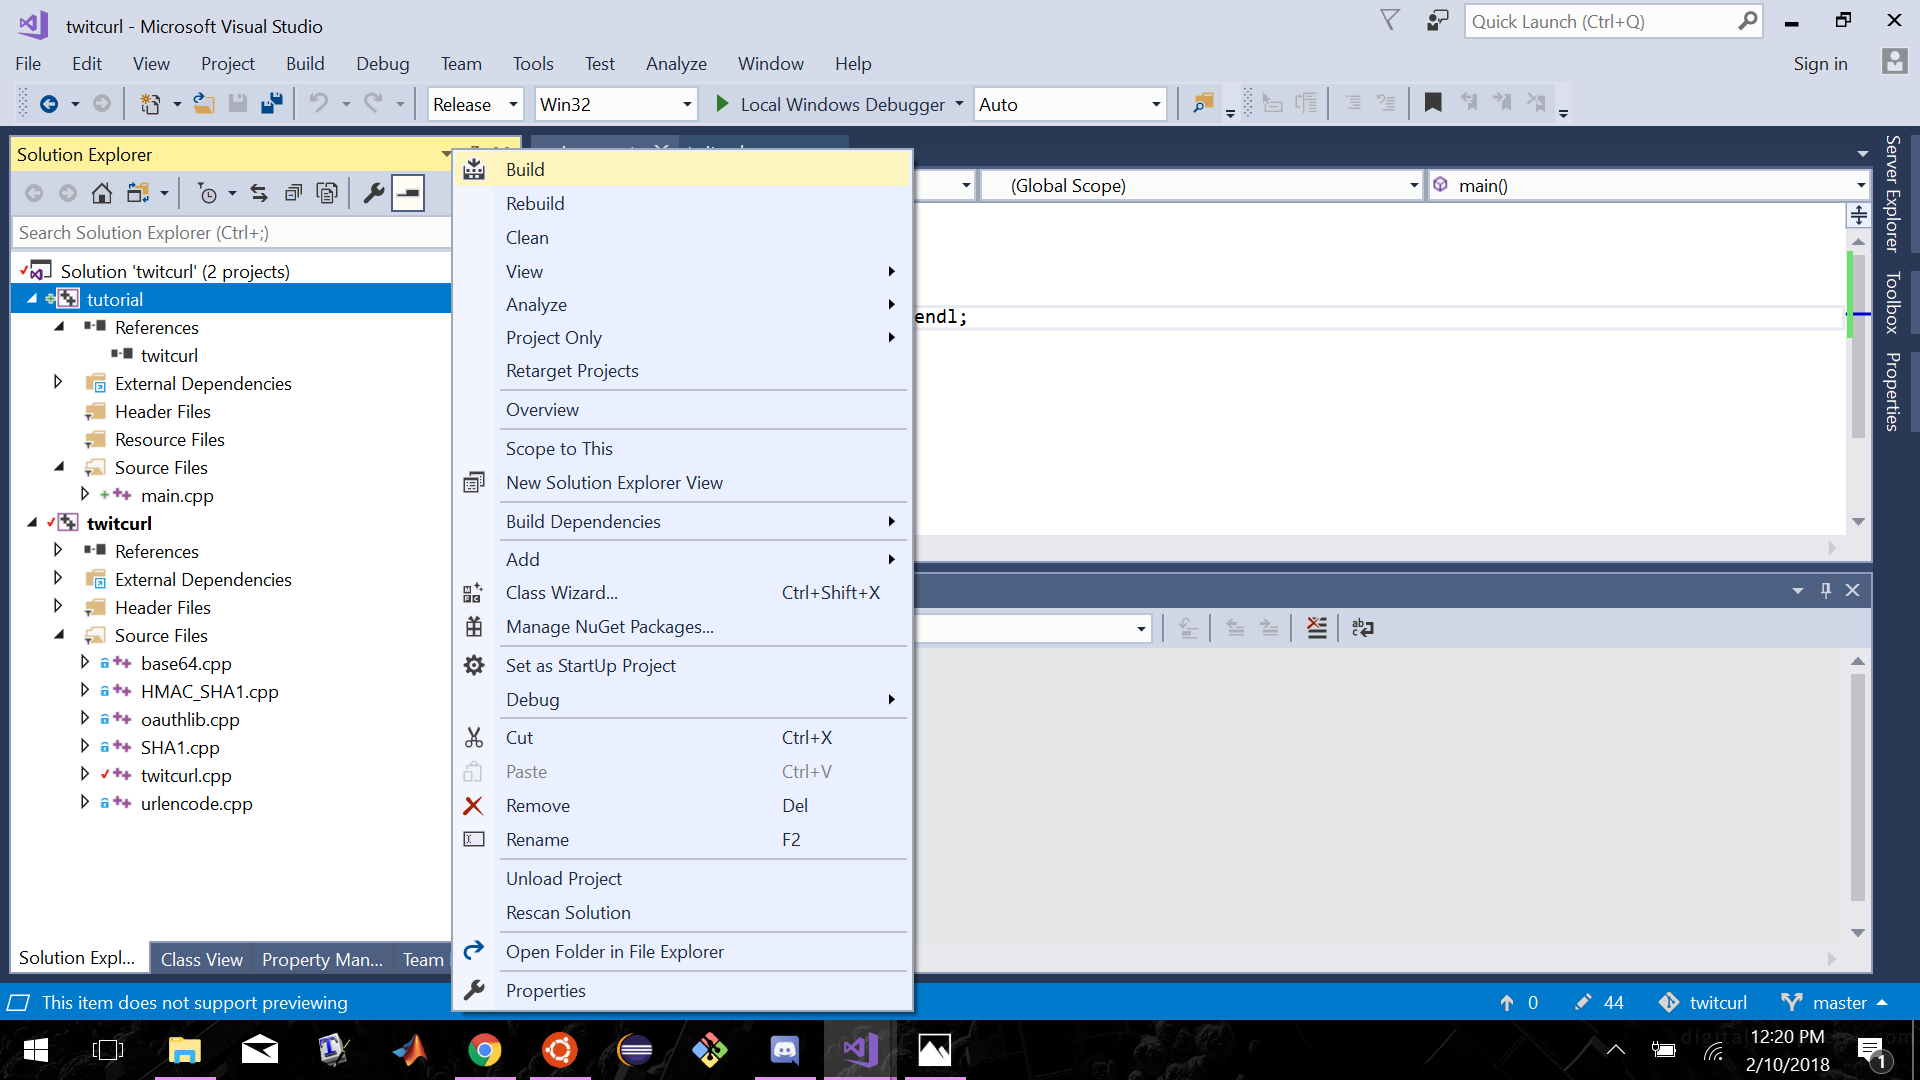 twitcurl - Microsoft Visual Studio
Quick Launch (Ctrl+Q)
File Edit View Project Build Debug Team Tools Test Analyze Window Help
Sign in
Release Win32 Local Windows Debugger Auto
Solution Explorer
Search Solution Explorer (Ctrl+;)
Solution 'twitcurl' (2 projects)
tutorial
References
twitcurl
External Dependencies
Header Files
Resource Files
Source Files
main.cpp
twitcurl
References
External Dependencies
Header Files
Source Files
base64.cpp
HMAC_SHA1.cpp
oauthlib.cpp
SHA1.cpp
twitcurl.cpp
urlencode.cpp
Solution Expl... Class View Property Man... Team
Build
Rebuild
Clean
View
Analyze
Project Only
Retarget Projects
Overview
Scope to This
New Solution Explorer View
Build Dependencies
Add
Class Wizard... Ctrl+Shift+X
Manage NuGet Packages...
Set as StartUp Project
Debug
Cut Ctrl+X
Paste Ctrl+V
Remove Del
Rename F2
Unload Project
Rescan Solution
Open Folder in File Explorer
Properties
(Global Scope) main()
endl;
Server Explorer
Toolbox
Properties
This item does not support previewing
0 44 twitcurl master
12:20 PM
2/10/2018
1